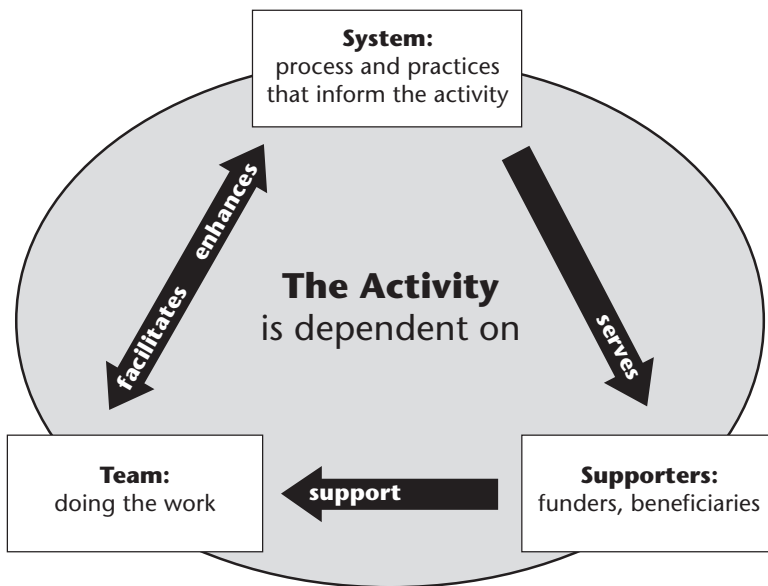 System:
process and practices
that inform the activity
enhances
facilitates
The Activity
is dependent on
serves
Team:
doing the work
support
Supporters:
funders, beneficiaries